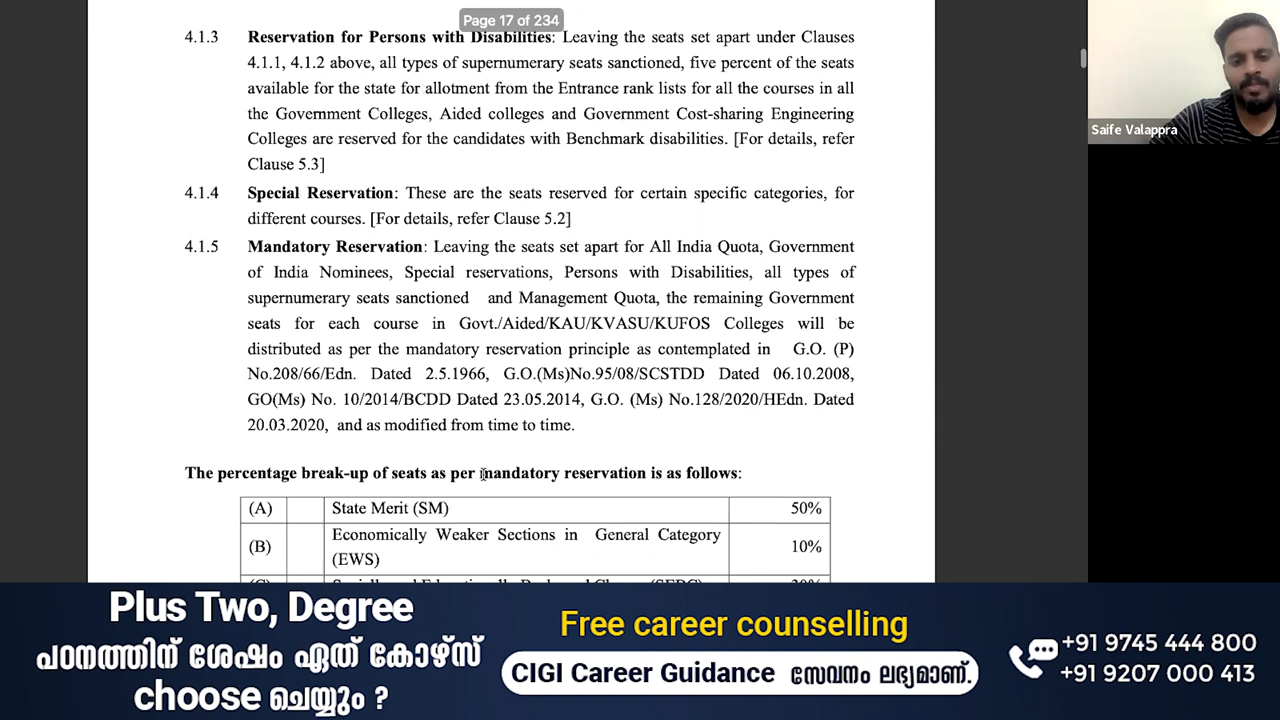 Page 17 of 234
4.1.3 Reservation for Persons with Disabilities: Leaving the seats set apart under Clauses
4.1.1, 4.1.2 above, all types of supernumerary seats sanctioned, five percent of the seats
available for the state for allotment from the Entrance rank lists for all the courses in all
the Government Colleges, Aided colleges and Government Cost-sharing Engineering
Colleges are reserved for the candidates with Benchmark disabilities. [For details, refer
Clause 5.3]
4.1.4 Special Reservation: These are the seats reserved for certain specific categories, for
different courses. [For details, refer Clause 5.2]
4.1.5 Mandatory Reservation: Leaving the seats set apart for All India Quota, Government
of India Nominees, Special reservations, Persons with Disabilities, all types of
supernumerary seats sanctioned and Management Quota, the remaining Government
seats for each course in Govt./Aided/KAU/KVASU/KUFOS Colleges will be
distributed as per the mandatory reservation principle as contemplated in G.O. (P)
No.208/66/Edn. Dated 2.5.1966, G.O.(Ms)No.95/08/SCSTDD Dated 06.10.2008,
GO(Ms) No. 10/2014/BCDD Dated 23.05.2014, G.O. (Ms) No.128/2020/HEdn. Dated
20.03.2020, and as modified from time to time.
The percentage break-up of seats as per mandatory reservation is as follows:
(A) State Merit (SM) 50%
Economically Weaker Sections in General Category
(B) 10%
(EWS)
Saife Valappra
Plus Two, Degree
പഠനത്തിന് ശേഷം ഏത് കോഴ്സ്
choose ചെയ്യും ?
Free career counselling
CIGI Career Guidance സേവനം ലഭ്യമാണ്.
+91 9745 444 800
+91 9207 000 413